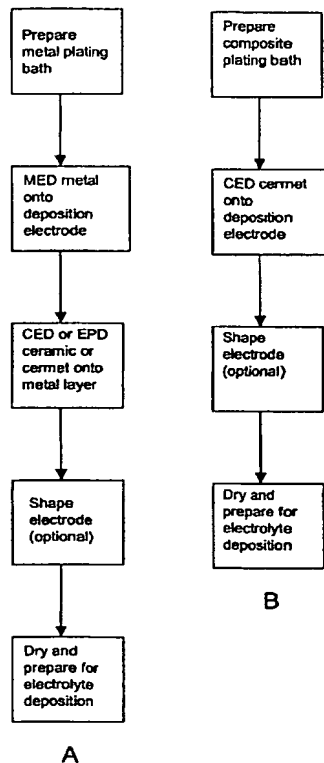 Prepare
metal plating
bath
MED metal
onto
deposition
electrode
CED or EPD
ceramic or
cermet onto
metal layer
Shape
electrode
(optional)
Dry and
prepare for
electrolyte
deposition
A
Prepare
composite
plating bath
CED cermet
onto
deposition
electrode
Shape
electrode
(optional)
Dry and
prepare for
electrolyte
deposition
B